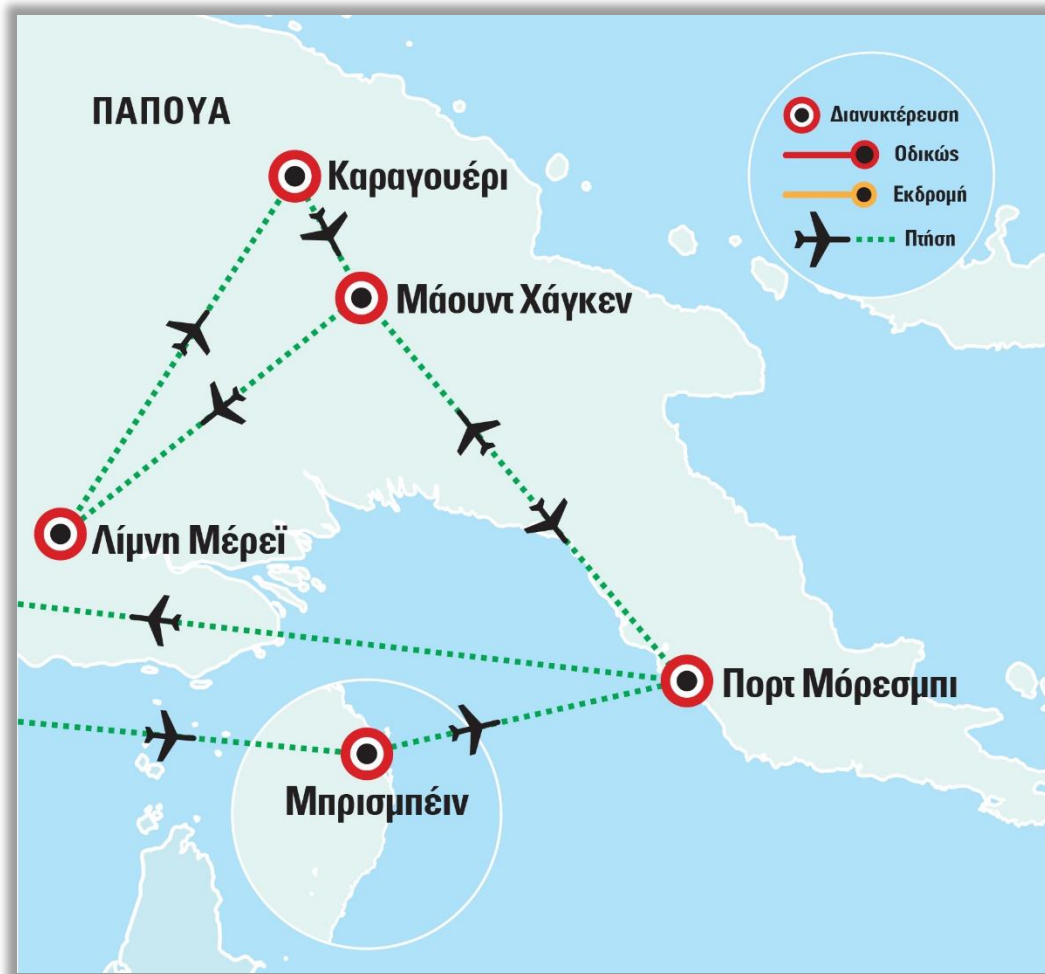 ΠΑΠΟΥΑ
Καραγουέρι
Μάουντ Χάγκεν
Λίμνη Μέρεϊ
Πορτ Μόρεσμπι
Μπρισμπέιν
Διανυκτέρευση
Οδικώς
Εκδρομή
Πτήση